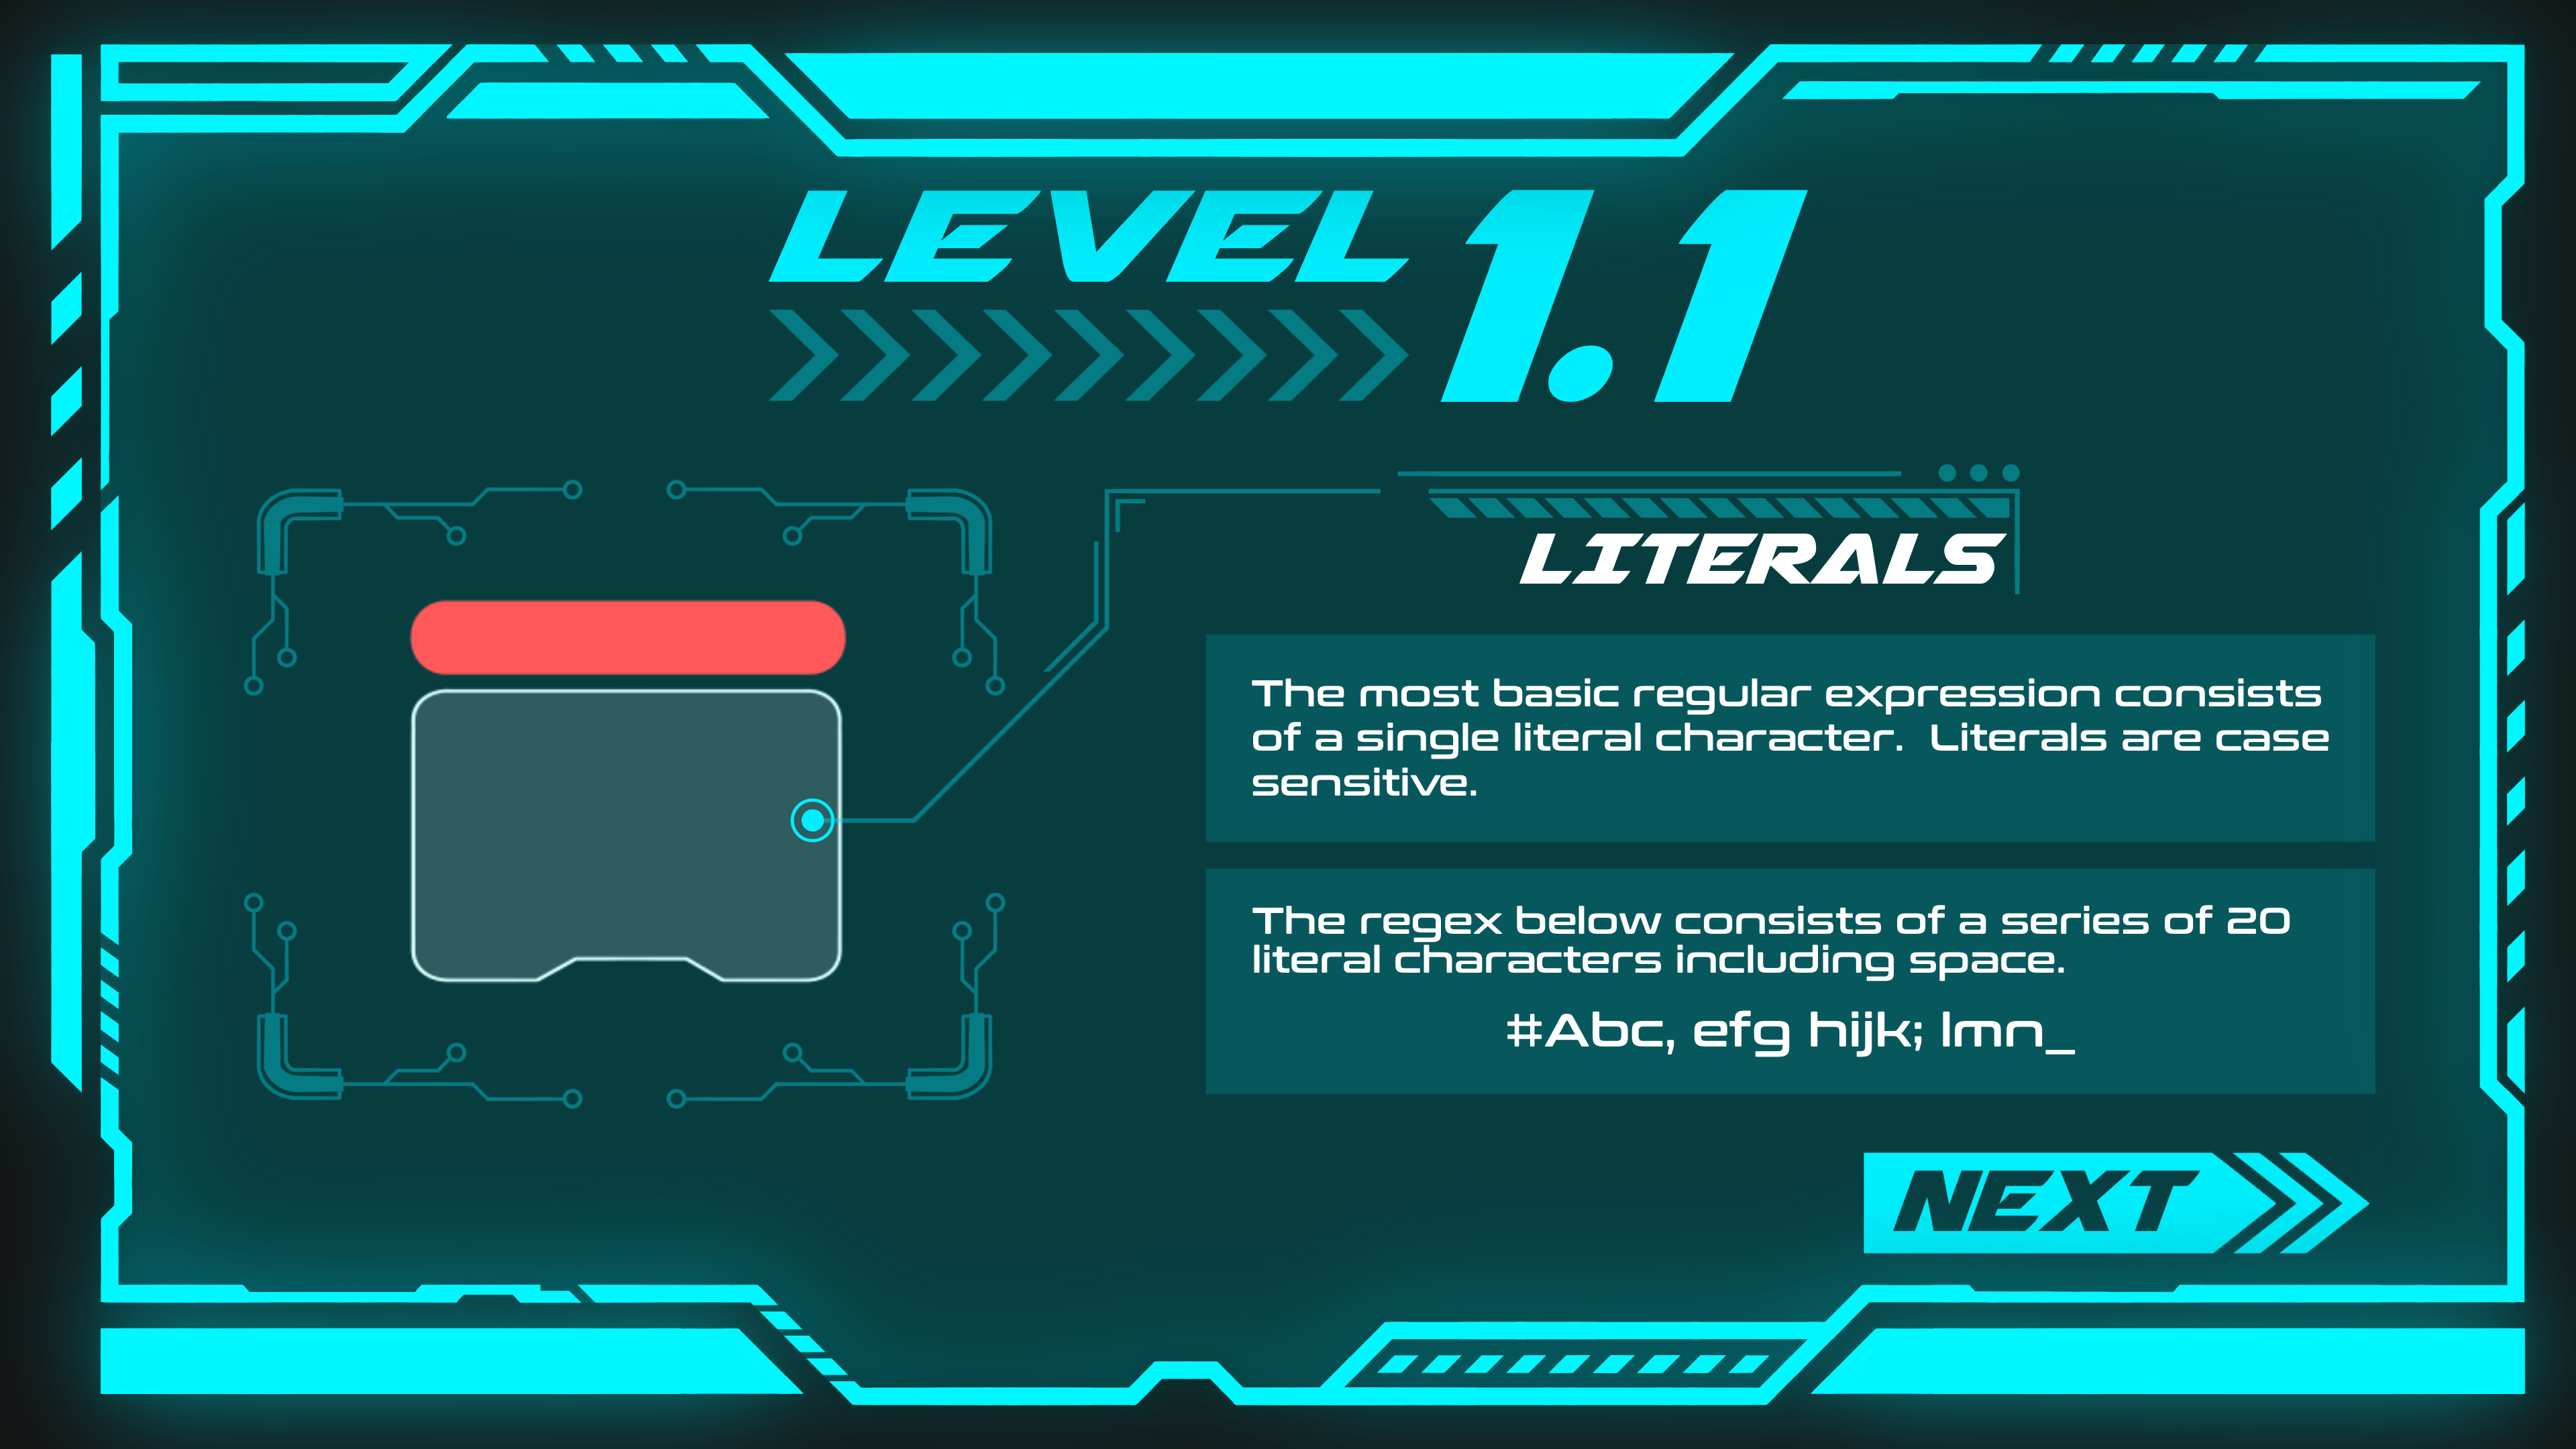 LEVEL 1.1
LITERALS
The most basic regular expression consists
of a single literal character.  Literals are case
sensitive.
The regex below consists of a series of 20
literal characters including space.
#Abc, efg hijk; lmn_
NEXT